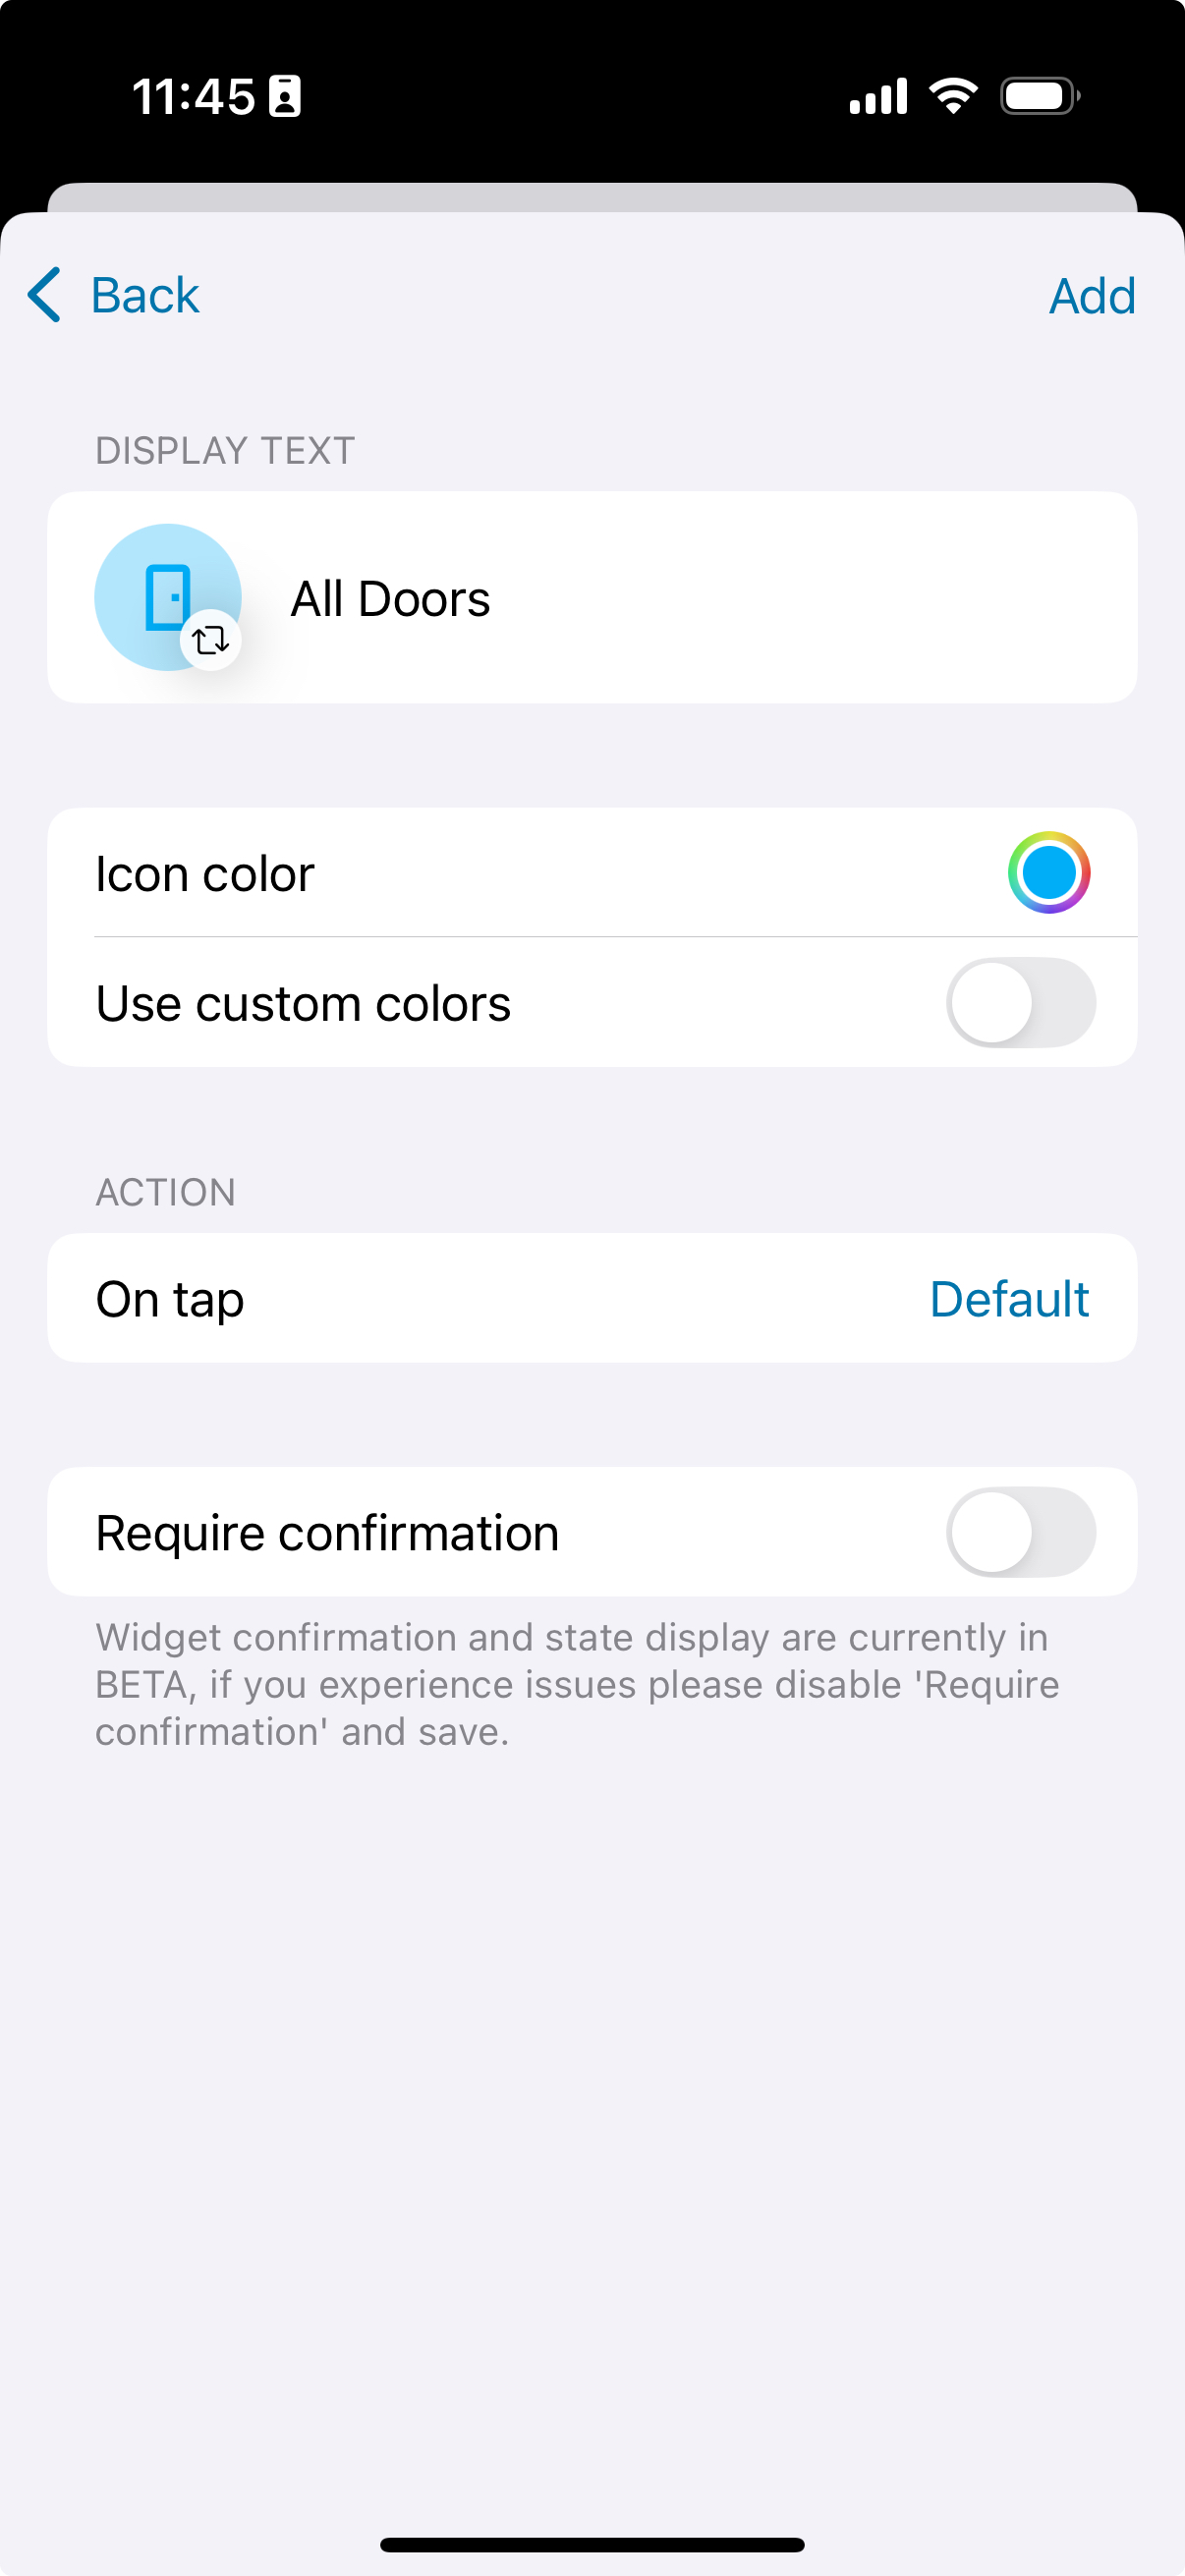 11:45
Back
Add
DISPLAY TEXT
All Doors
Icon color
Use custom colors
ACTION
On tap
Default
Require confirmation
Widget confirmation and state display are currently in
BETA, if you experience issues please disable 'Require
confirmation' and save.